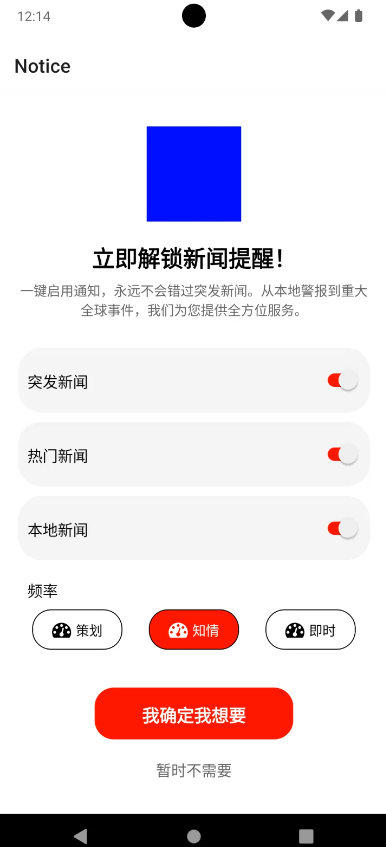 12:14
Notice
立即解锁新闻提醒！
一键启用通知，永远不会错过突发新闻。从本地警报到重大
全球事件，我们为您提供全方位服务。
突发新闻
热门新闻
本地新闻
频率
策划
知情
即时
我确定我想要
暂时不需要